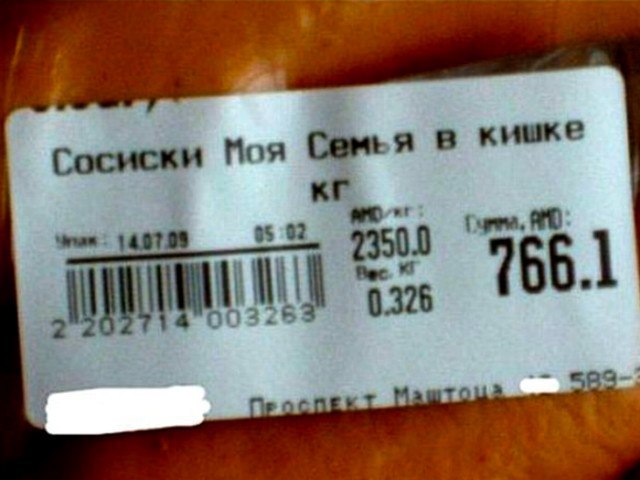 Сосиски Моя Семья в кишке
кг
Упак: 14.07.09 05:02
AMD/кг:
2350.0
Вес, КГ
0.326
Сумма, AMD:
766.1
2 202714 003263
Проспект Маштоца 589-